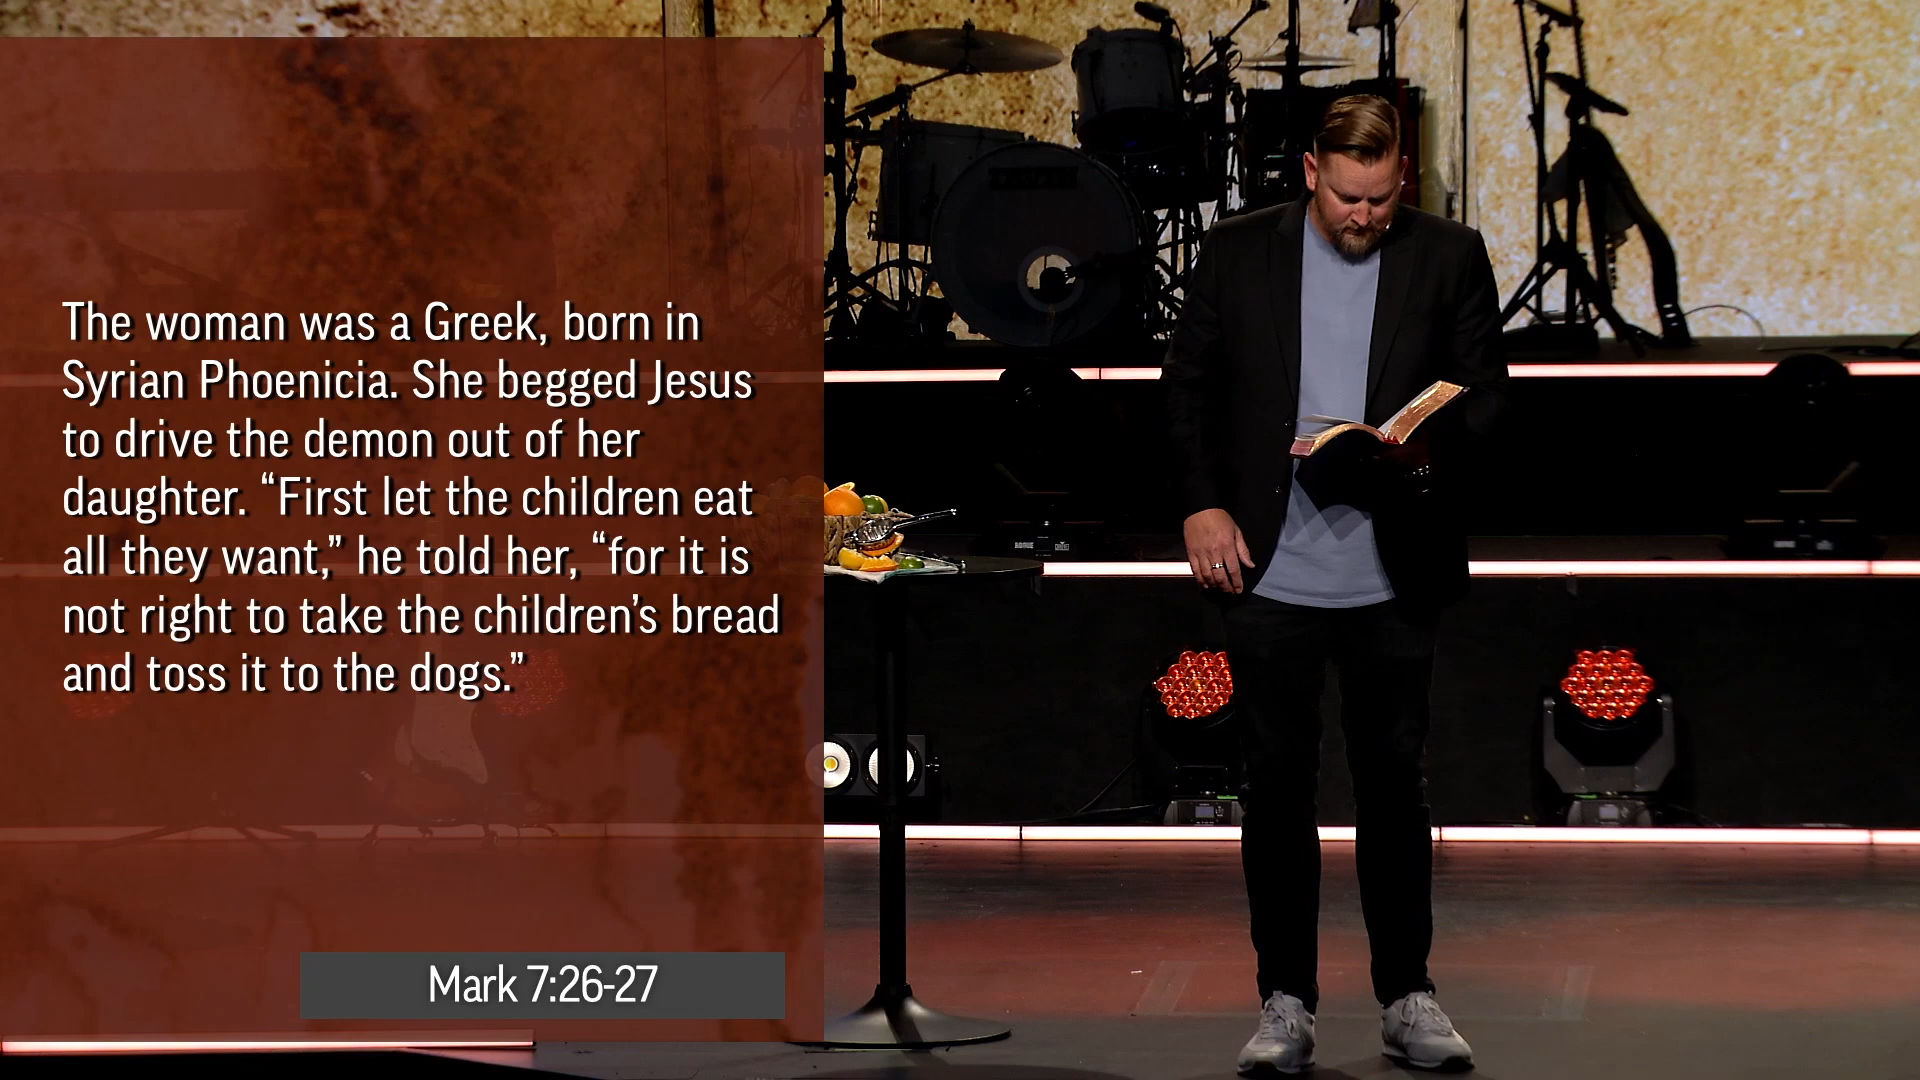 The woman was a Greek, born in
Syrian Phoenicia. She begged Jesus
to drive the demon out of her
daughter. “First let the children eat
all they want,” he told her, “for it is
not right to take the children’s bread
and toss it to the dogs.”
Mark 7:26-27